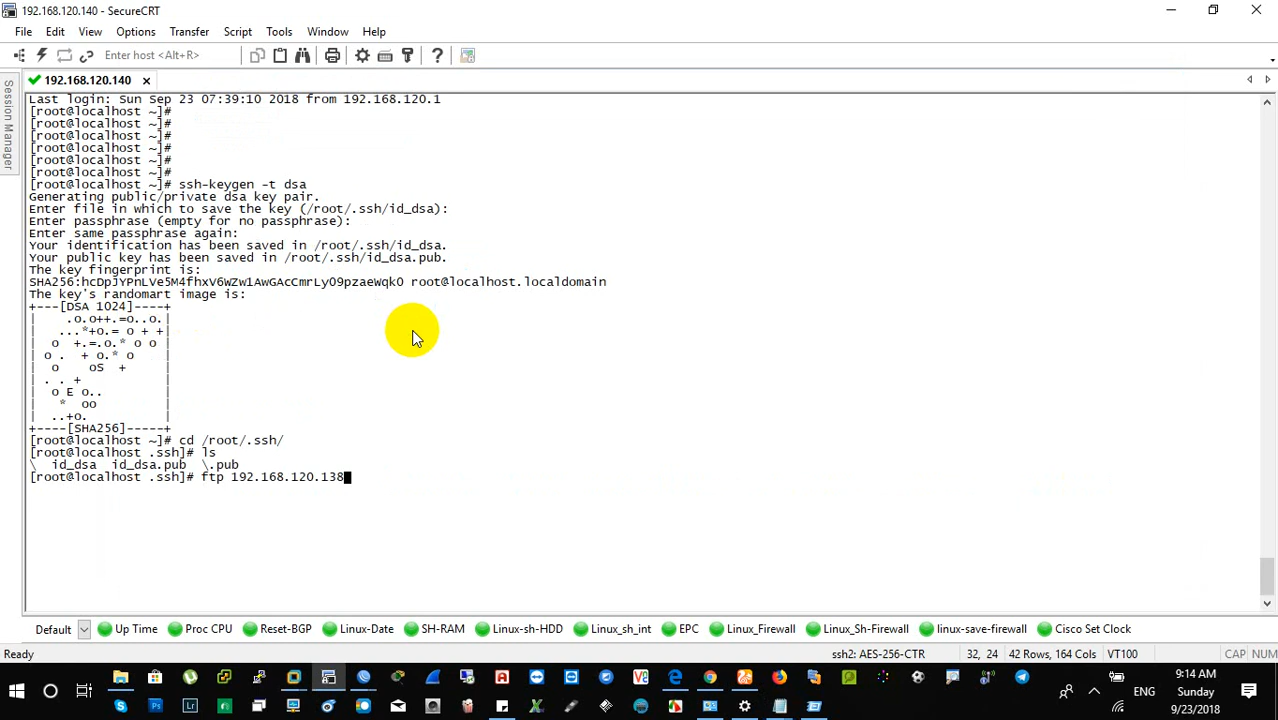 192.168.120.140 - SecureCRT
File Edit View Options Transfer Script Tools Window Help
Enter host <Alt+R>
192.168.120.140
Session Manager
Last login: Sun Sep 23 07:39:10 2018 from 192.168.120.1
[root@localhost ~]#
[root@localhost ~]#
[root@localhost ~]#
[root@localhost ~]#
[root@localhost ~]#
[root@localhost ~]#
[root@localhost ~]# ssh-keygen -t dsa
Generating public/private dsa key pair.
Enter file in which to save the key (/root/.ssh/id_dsa):
Enter passphrase (empty for no passphrase):
Enter same passphrase again:
Your identification has been saved in /root/.ssh/id_dsa.
Your public key has been saved in /root/.ssh/id_dsa.pub.
The key fingerprint is:
SHA256:hcDpJYPnLVe5M4fhxV6WZw1AwGAcCmrLyO9pzaeWqk0 root@localhost.localdomain
The key's randomart image is:
+---[DSA 1024]----+
|    .o.o++.=o..o.|
|   ...*+o.= o + +|
|  o  +.=.o.* o o |
| o .  + o.* o    |
|  o    oS  +     |
| . . +           |
|  o E o..        |
|   *  oo         |
|  ..+o.          |
+----[SHA256]-----+
[root@localhost ~]# cd /root/.ssh/
[root@localhost .ssh]# ls
\  id_dsa  id_dsa.pub  \.pub
[root@localhost .ssh]# ftp 192.168.120.138
Default Up Time Proc CPU Reset-BGP Linux-Date SH-RAM Linux-sh-HDD Linux_sh_int EPC Linux_Firewall Linux_Sh-Firewall linux-save-firewall Cisco Set Clock
Ready ssh2: AES-256-CTR 32, 24 42 Rows, 164 Cols VT100 CAP NUM
9:14 AM
ENG Sunday
9/23/2018